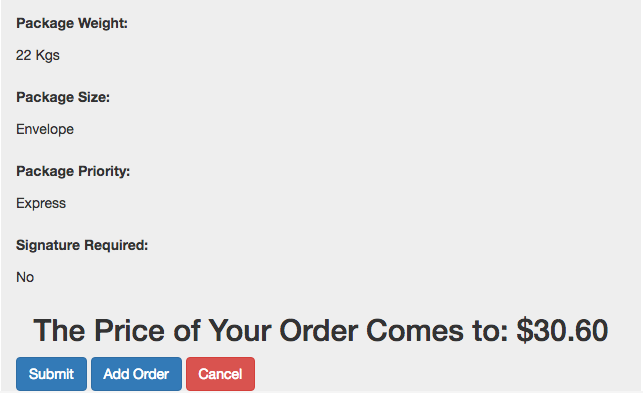 Package Weight:
22 Kgs
Package Size:
Envelope
Package Priority:
Express
Signature Required:
No
The Price of Your Order Comes to: $30.60
Submit Add Order Cancel